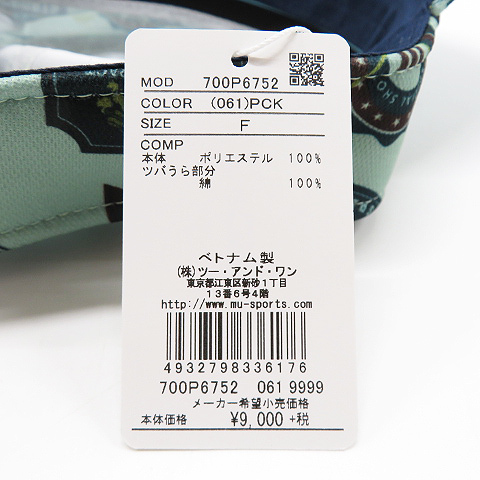 MOD 700P6752
COLOR (061)PCK
SIZE F
COMP
本体 ポリエステル 100%
ツバうら部分
綿 100%
ベトナム製
(株)ツー・アンド・ワン
東京都江東区新砂1丁目
13番6号4階
http://www.mu-sports.com/
4932798336176
700P6752 061 9999
メーカー希望小売価格
本体価格 ¥9,000 +税